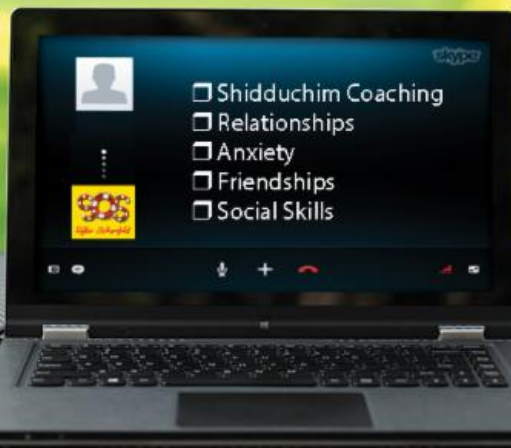 skype
❐ Shidduchim Coaching
❐ Relationships
❐ Anxiety
❐ Friendships
❐ Social Skills
SOS